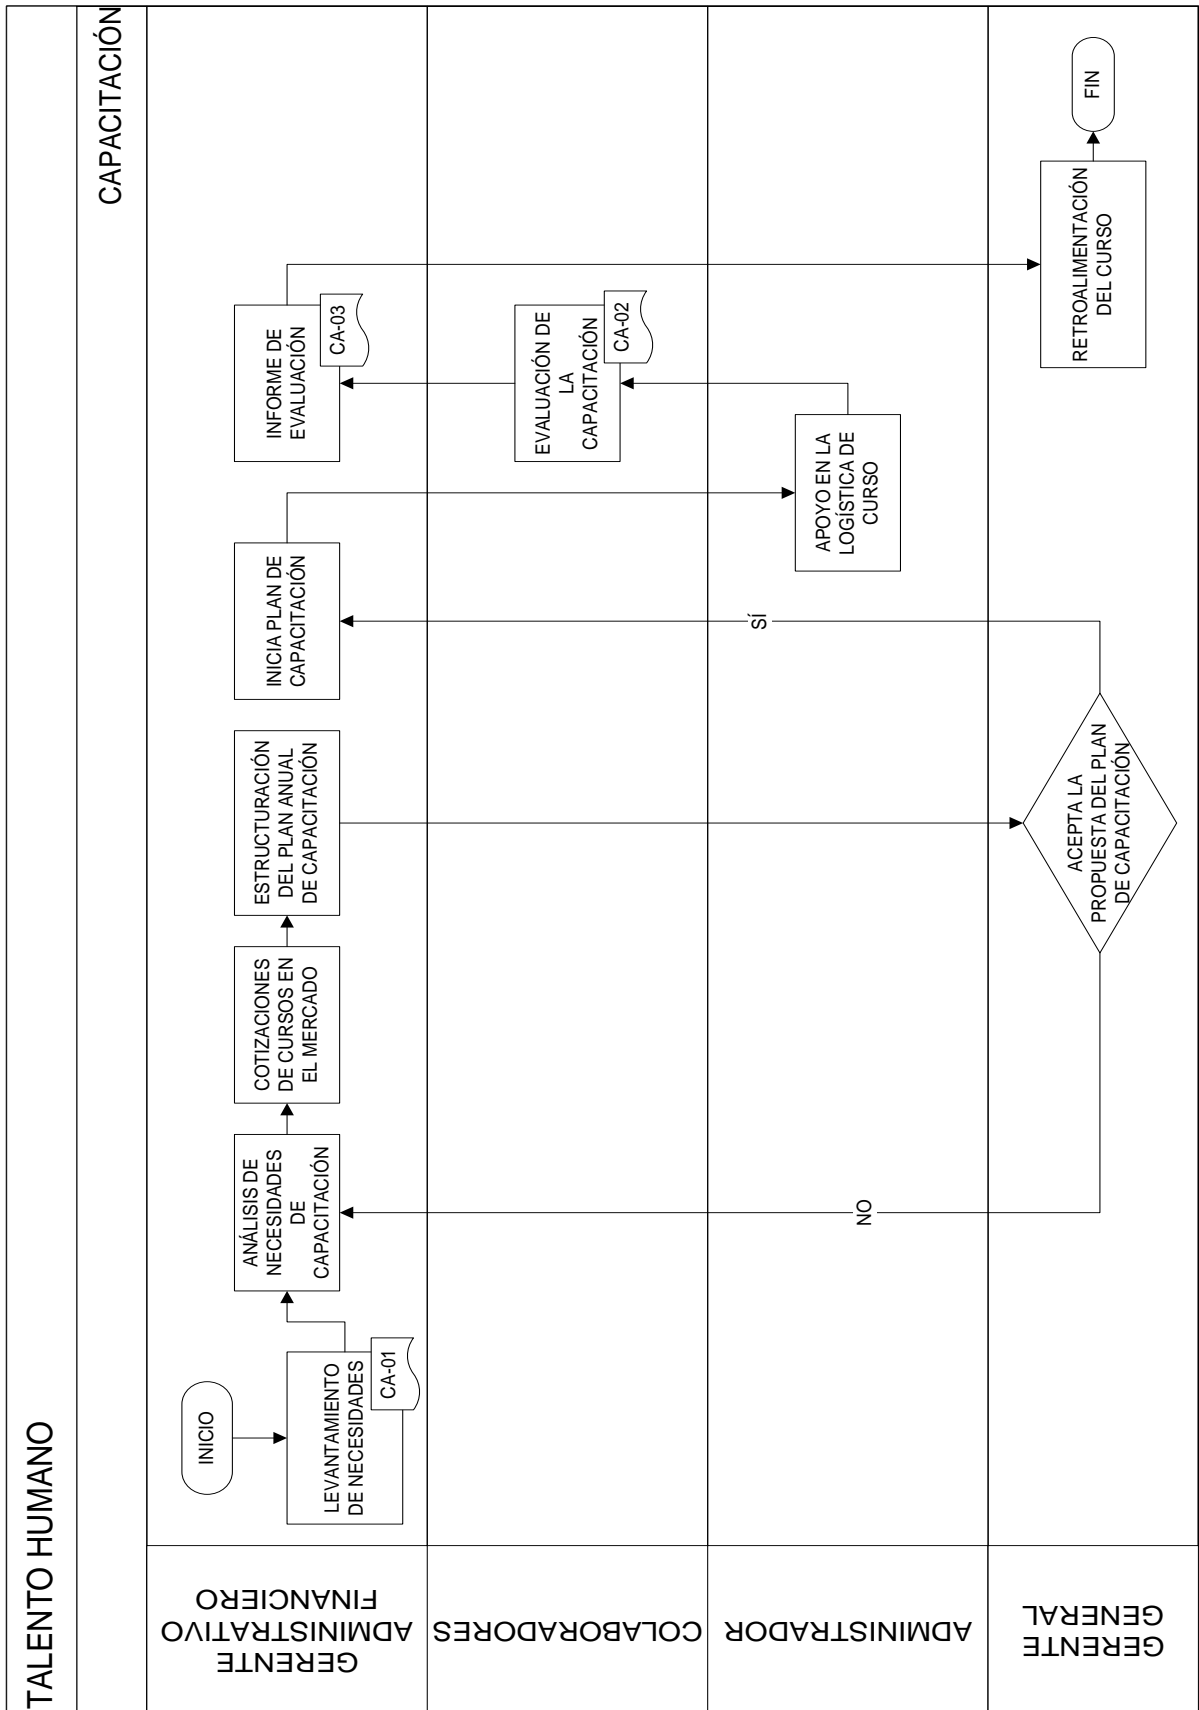 TALENTO HUMANO
CAPACITACIÓN
GERENTE
ADMINISTRATIVO
FINANCIERO
INICIO
LEVANTAMIENTO
DE NECESIDADES
CA-01
ANÁLISIS DE
NECESIDADES
DE
CAPACITACIÓN
COTIZACIONES
DE CURSOS EN
EL MERCADO
ESTRUCTURACIÓN
DEL PLAN ANUAL
DE CAPACITACIÓN
INICIA PLAN DE
CAPACITACIÓN
INFORME DE
EVALUACIÓN
CA-03
COLABORADORES
EVALUACIÓN DE
LA
CAPACITACIÓN
CA-02
ADMINISTRADOR
NO
SÍ
APOYO EN LA
LOGÍSTICA DE
CURSO
GERENTE
GENERAL
ACEPTA LA
PROPUESTA DEL PLAN
DE CAPACITACIÓN
RETROALIMENTACIÓN
DEL CURSO
FIN